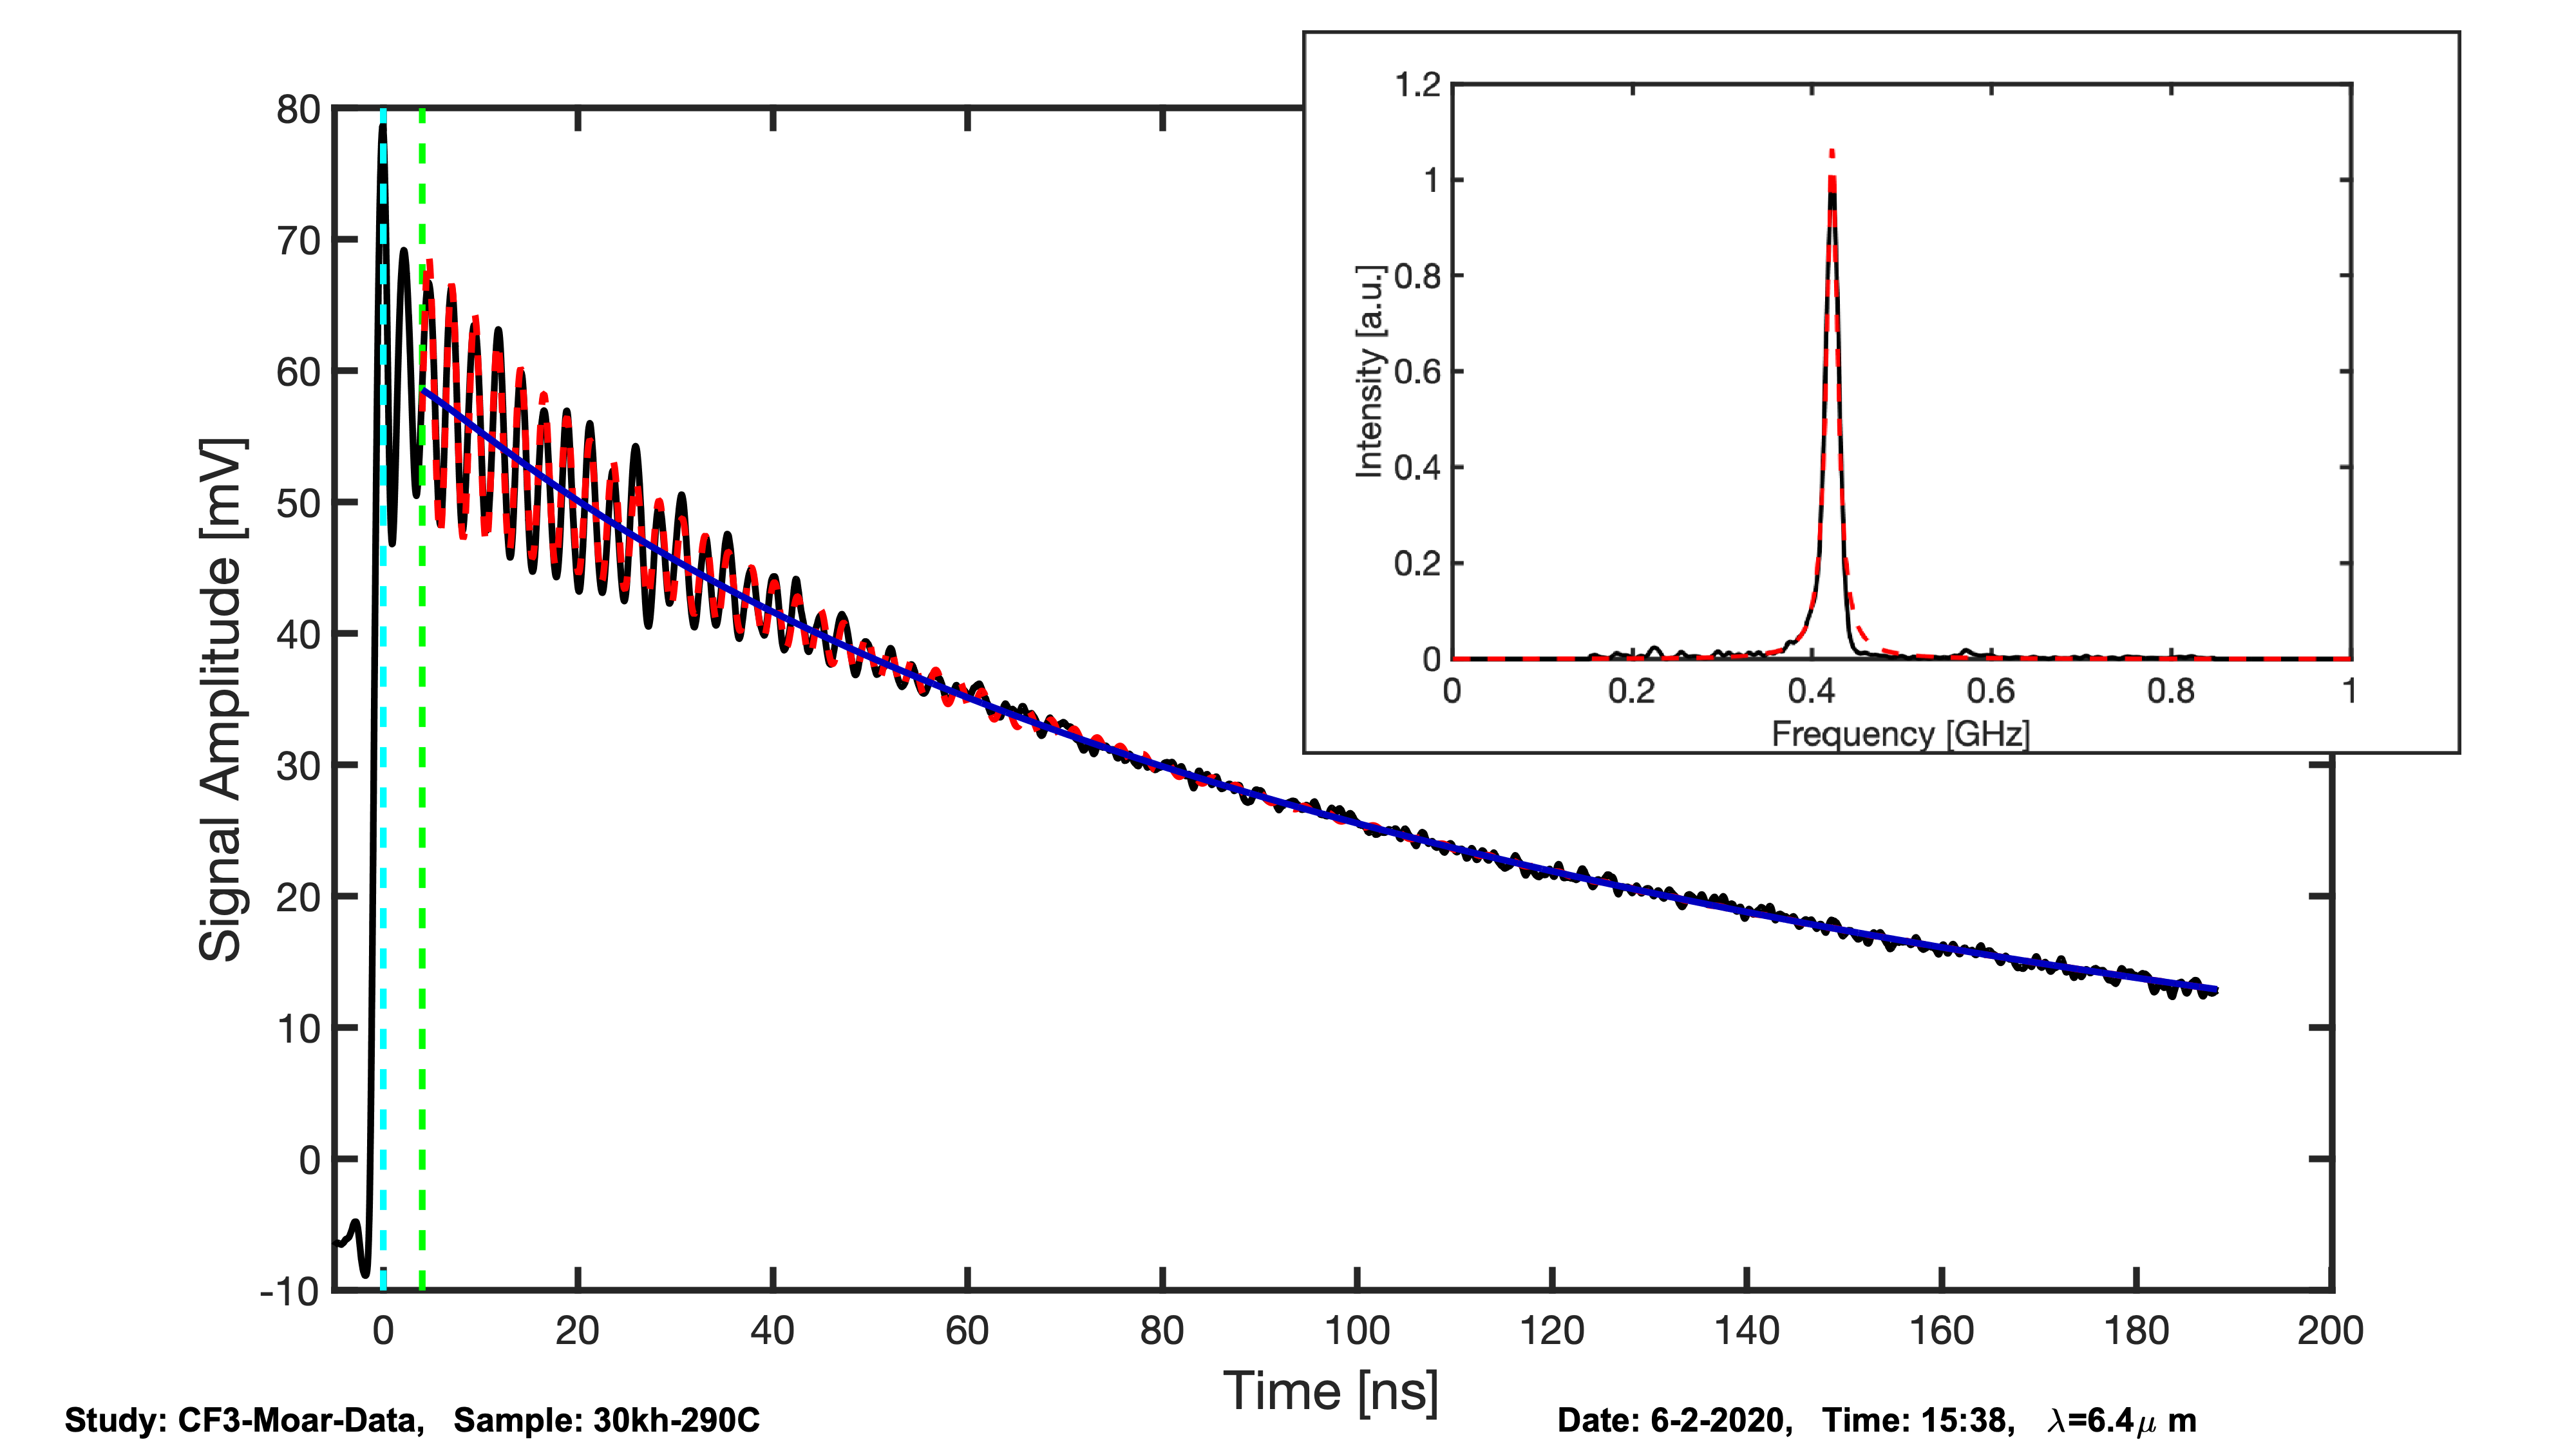 80
70
60
50
40
30
20
10
0
-10
Signal Amplitude [mV]
0 20 40 60 80 100 120 140 160 180 200
Time [ns]
1.2
1
0.8
0.6
0.4
0.2
0
Intensity [a.u.]
0 0.2 0.4 0.6 0.8 1
Frequency [GHz]
Study: CF3-Moar-Data, Sample: 30kh-290C
Date: 6-2-2020, Time: 15:38, λ=6.4μ m